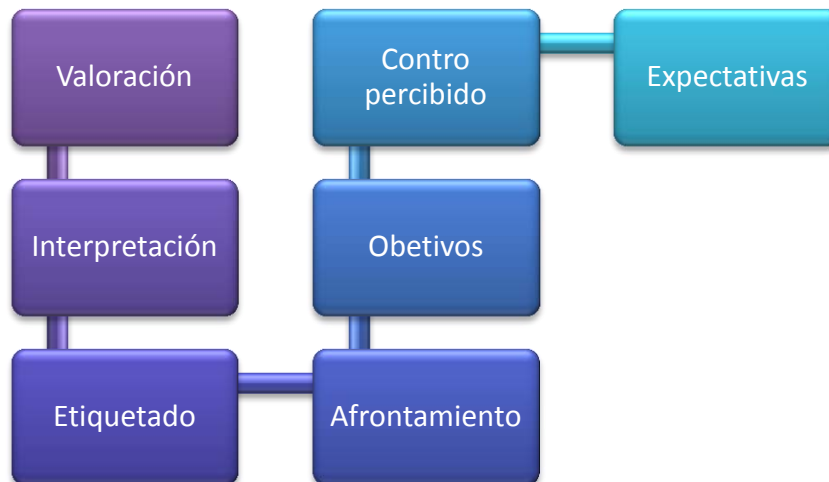 Valoración
Interpretación
Etiquetado
Afrontamiento
Obetivos
Contro
percibido
Expectativas